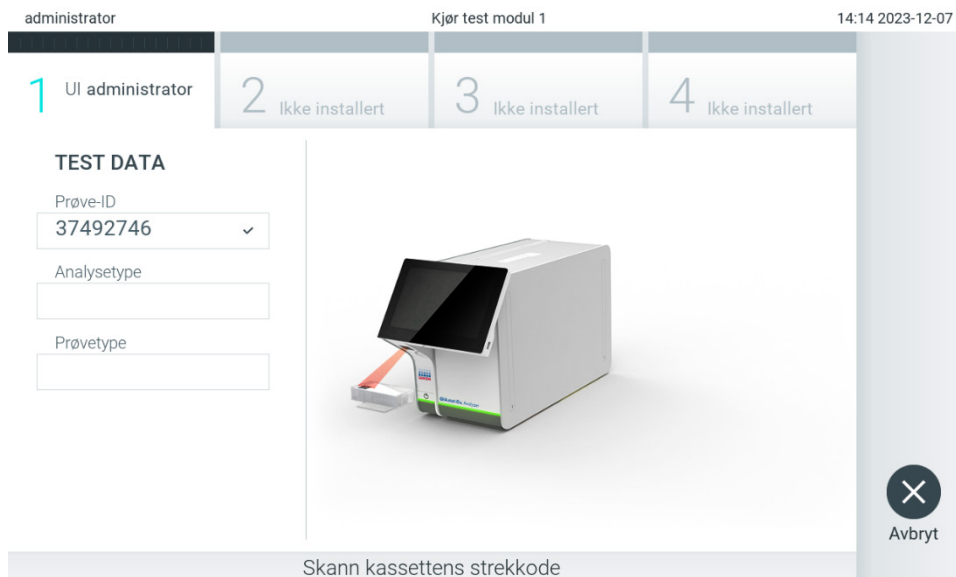 administrator
Kjør test modul 1
14:14 2023-12-07
1 UI administrator
2 Ikke installert
3 Ikke installert
4 Ikke installert
TEST DATA
Prøve-ID
37492746
Analysetype
Prøvetype
Avbryt
Skann kassettens strekkode